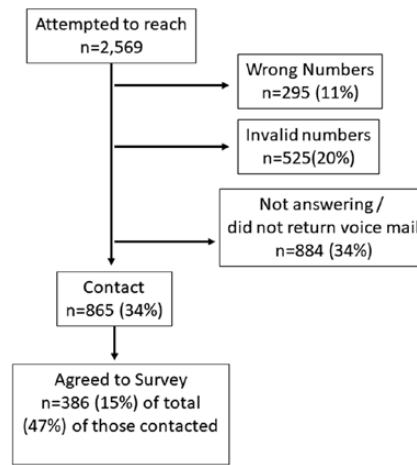 Attempted to reach
n=2,569
Wrong Numbers
n=295 (11%)
Invalid numbers
n=525(20%)
Not answering /
did not return voice mail
n=884 (34%)
Contact
n=865 (34%)
Agreed to Survey
n=386 (15%) of total
(47%) of those contacted